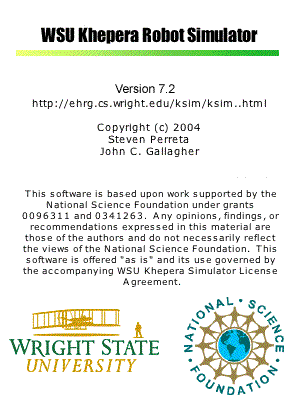 WSU Khepera Robot Simulator
Version 7.2
http://ehrg.cs.wright.edu/ksim/ksim..html
Copyright (c) 2004
Steven Perreta
John C. Gallagher
This software is based upon work supported by the
National Science Foundation under grants
0096311 and 0341263. Any opinions, findings, or
recommendations expressed in this material are
those of the authors and do not necessarily reflect
the views of the National Science Foundation. This
software is offered "as is" and its use governed by
the accompanying WSU Khepera Simulator License
Agreement.
WRIGHT STATE
UNIVERSITY
NATIONAL • SCIENCE • FOUNDATION •